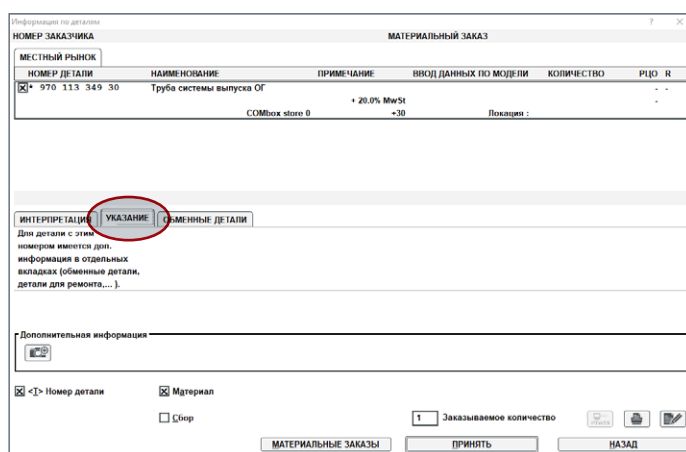 Информация по деталям ? ×
НОМЕР ЗАКАЗЧИКА МАТЕРИАЛЬНЫЙ ЗАКАЗ
МЕСТНЫЙ РЫНОК
НОМЕР ДЕТАЛИ НАИМЕНОВАНИЕ ПРИМЕЧАНИЕ ВВОД ДАННЫХ ПО МОДЕЛИ КОЛИЧЕСТВО РЦО R
* 970 113 349 30 Труба системы выпуска ОГ - -
+ 20.0% MwSt -
COMbox store 0 +30 Локация :
ИНТЕРПРЕТАЦИЯ УКАЗАНИЕ ОБМЕННЫЕ ДЕТАЛИ
Для детали с этим
номером имеется доп.
информация в отдельных
вкладках (обменные детали,
детали для ремонта,... ).
Дополнительная информация
<T> Номер детали Материал
Сбор 1 Заказываемое количество
МАТЕРИАЛЬНЫЕ ЗАКАЗЫ ПРИНЯТЬ НАЗАД